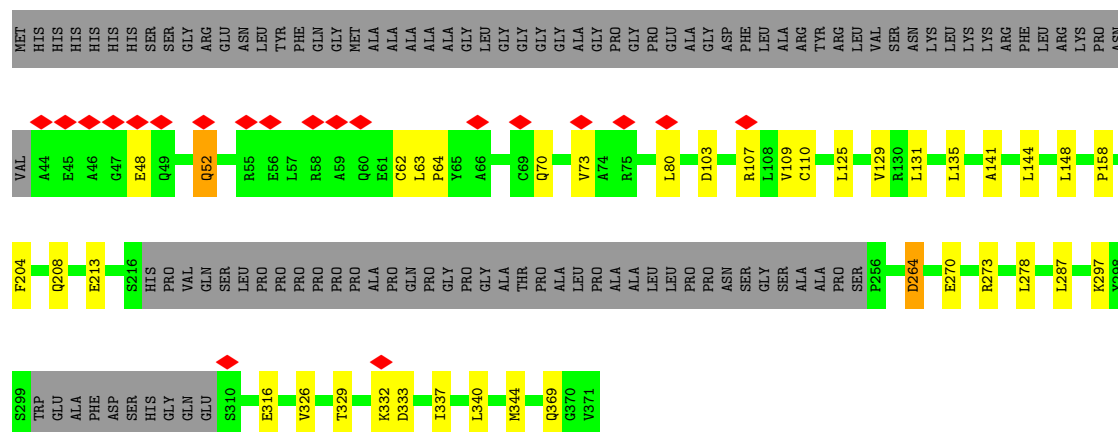 MET HIS HIS HIS HIS HIS HIS SER SER GLY ARG GLU ASN LEU TYR PHE GLN GLY MET ALA ALA ALA ALA ALA GLY LEU GLY GLY GLY GLY ALA GLY PRO GLY PRO GLU ALA GLY ASP PHE LEU ALA ARG TYR ARG LEU VAL SER ASN LYS LEU LYS LYS ARG PHE LEU ARG LYS PRO ASN
VAL A44 E45 A46 G47 E48 Q49 Q52 R55 E56 L57 R58 A59 Q60 E61 C62 L63 P64 Y65 A66 C69 Q70 V73 A74 R75 L80 D103 R107 L108 V109 C110 L125 V129 R130 L131 L135 A141 L144 L148 P158
F204 Q208 E213 S216 HIS PRO VAL GLN SER LEU PRO PRO PRO PRO PRO PRO ALA PRO GLN PRO GLY PRO GLY ALA THR PRO ALA LEU PRO ALA ALA LEU LEU PRO PRO ASN SER GLY SER ALA ALA PRO SER P256 D264 E270 R273 L278 L287 K297 Y298
S299 TRP GLU ALA PHE ASP SER HIS GLY GLN GLU S310 E316 V326 T329 K332 D333 I337 L340 M344 Q369 G370 V371